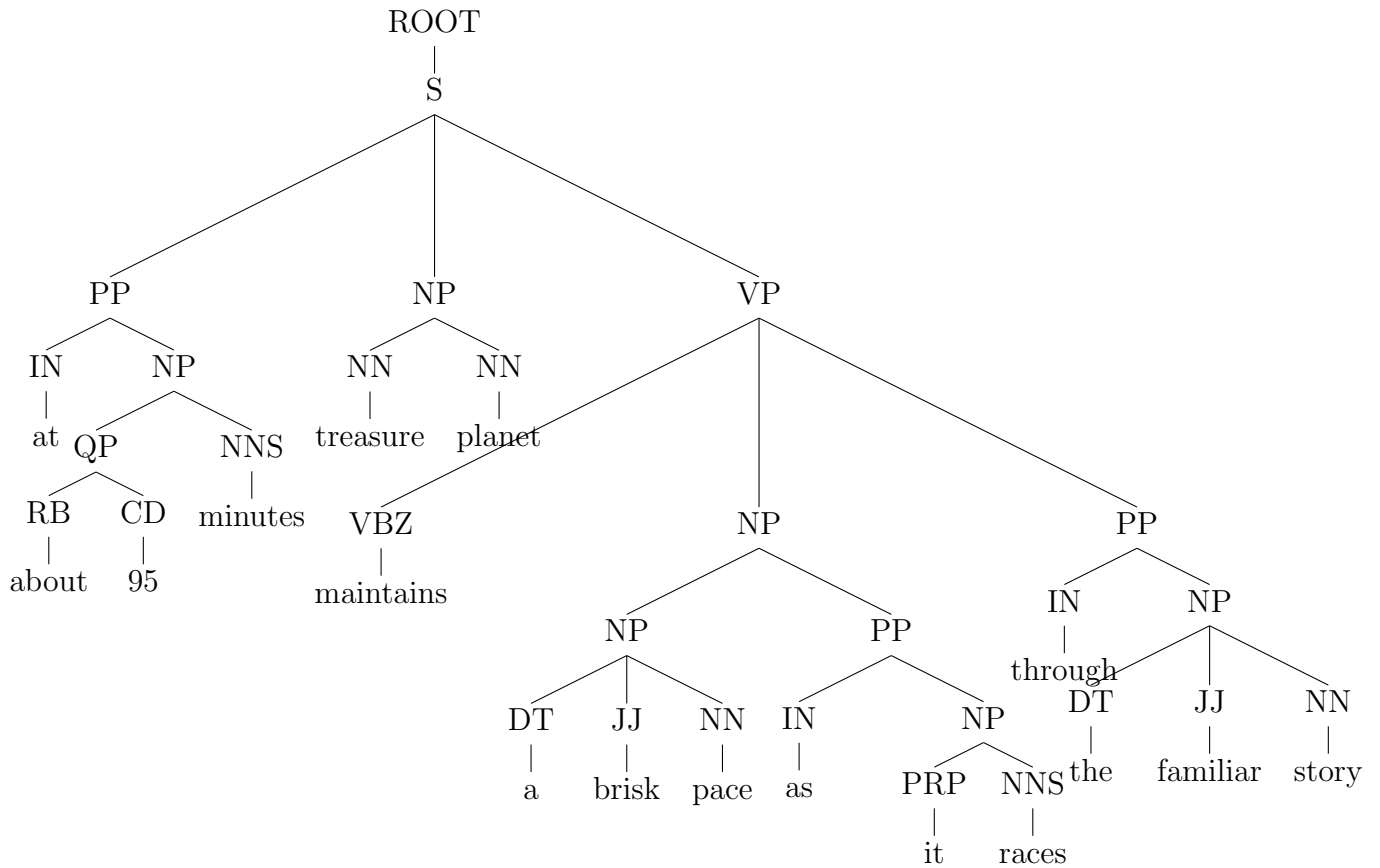 ROOT
S
PP NP VP
IN NP NN NN
at QP NNS treasure planet
RB CD minutes VBZ NP PP
about 95 maintains IN NP
NP PP through
DT JJ NN IN NP DT JJ NN
a brisk pace as PRP NNS the familiar story
it races